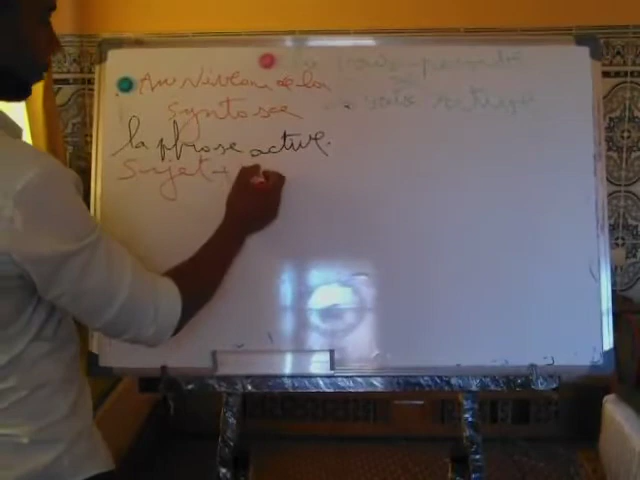 Au Niveau de la
syntaxe
la phrase active.
Sujet +